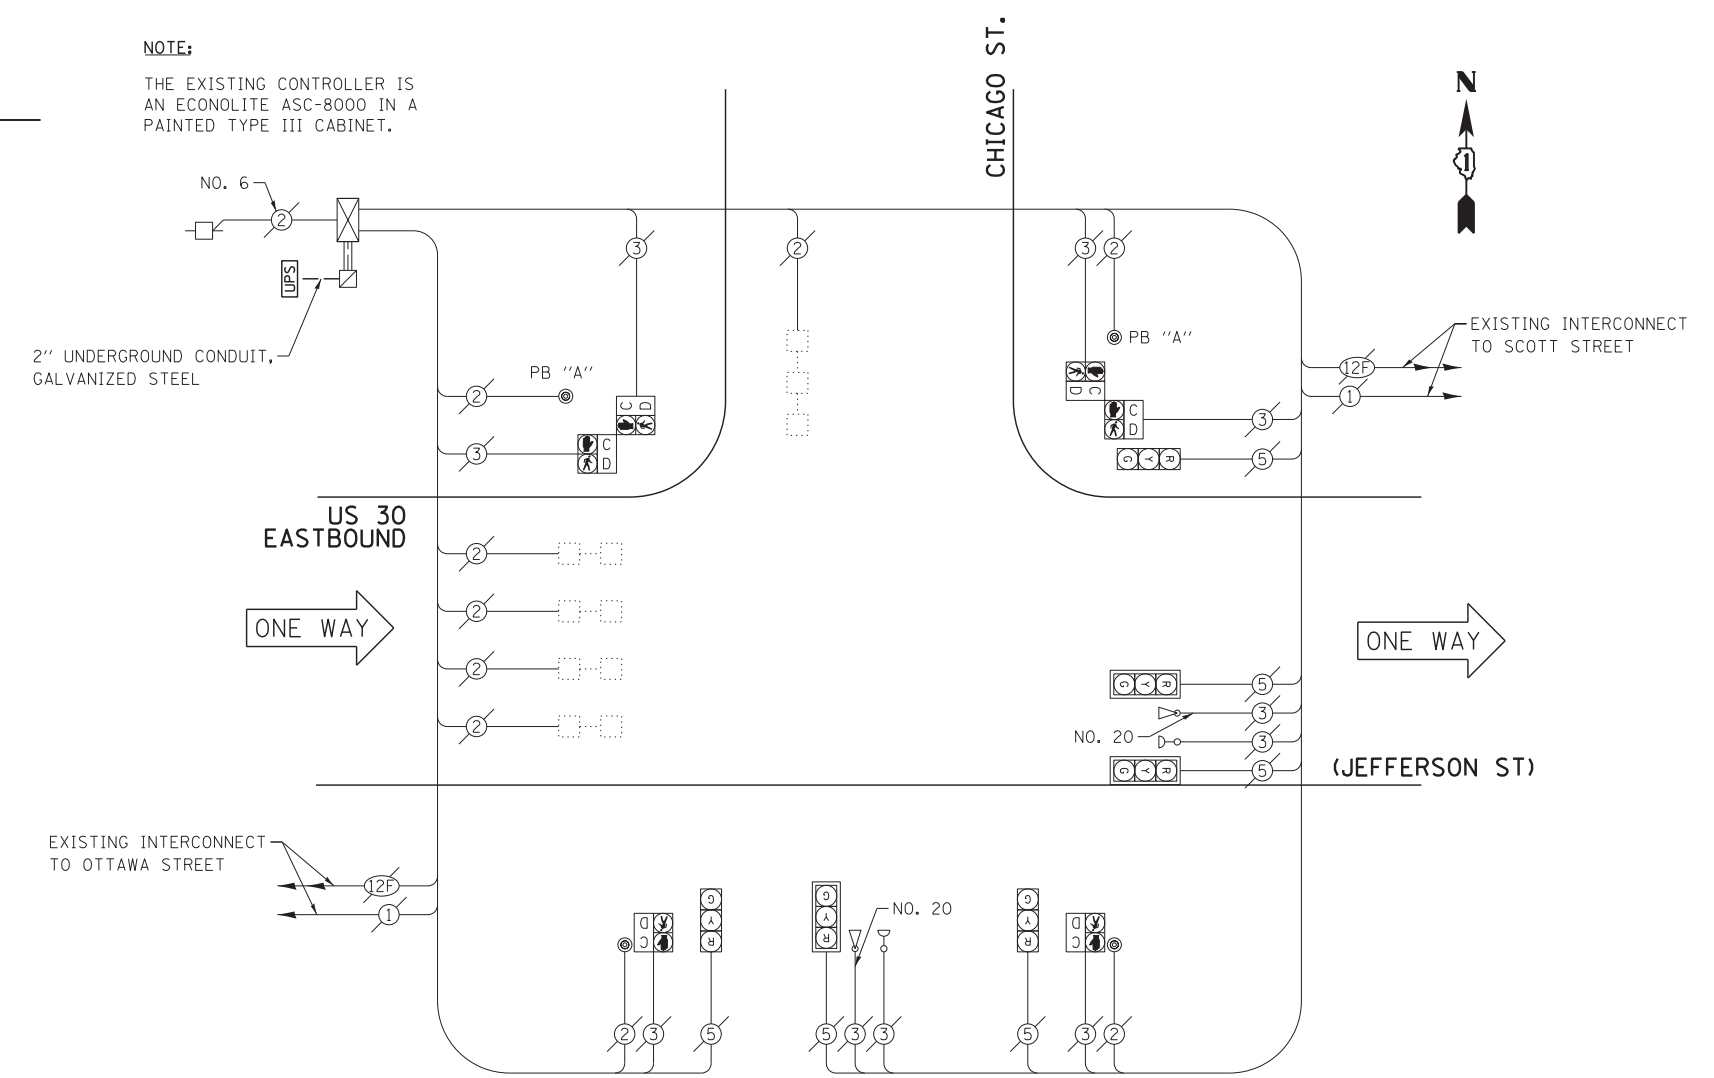 NOTE:
THE EXISTING CONTROLLER IS
AN ECONOLITE ASC-8000 IN A
PAINTED TYPE III CABINET.
CHICAGO ST.
N
1
NO. 6
2
3
2
3
2
UPS
2" UNDERGROUND CONDUIT,
GALVANIZED STEEL
PB "A"
PB "A"
EXISTING INTERCONNECT
TO SCOTT STREET
12F
1
2
C D
D C
C
D
3
3
C
D
G Y R
5
US 30
EASTBOUND
2
2
2
2
ONE WAY
ONE WAY
G Y R
5
3
NO. 20
3
G Y R
5
(JEFFERSON ST)
EXISTING INTERCONNECT
TO OTTAWA STREET
12F
1
D
C
G
Y
R
G
Y
R
NO. 20
G
Y
R
D
C
2
3
5
5
3
3
5
3
2